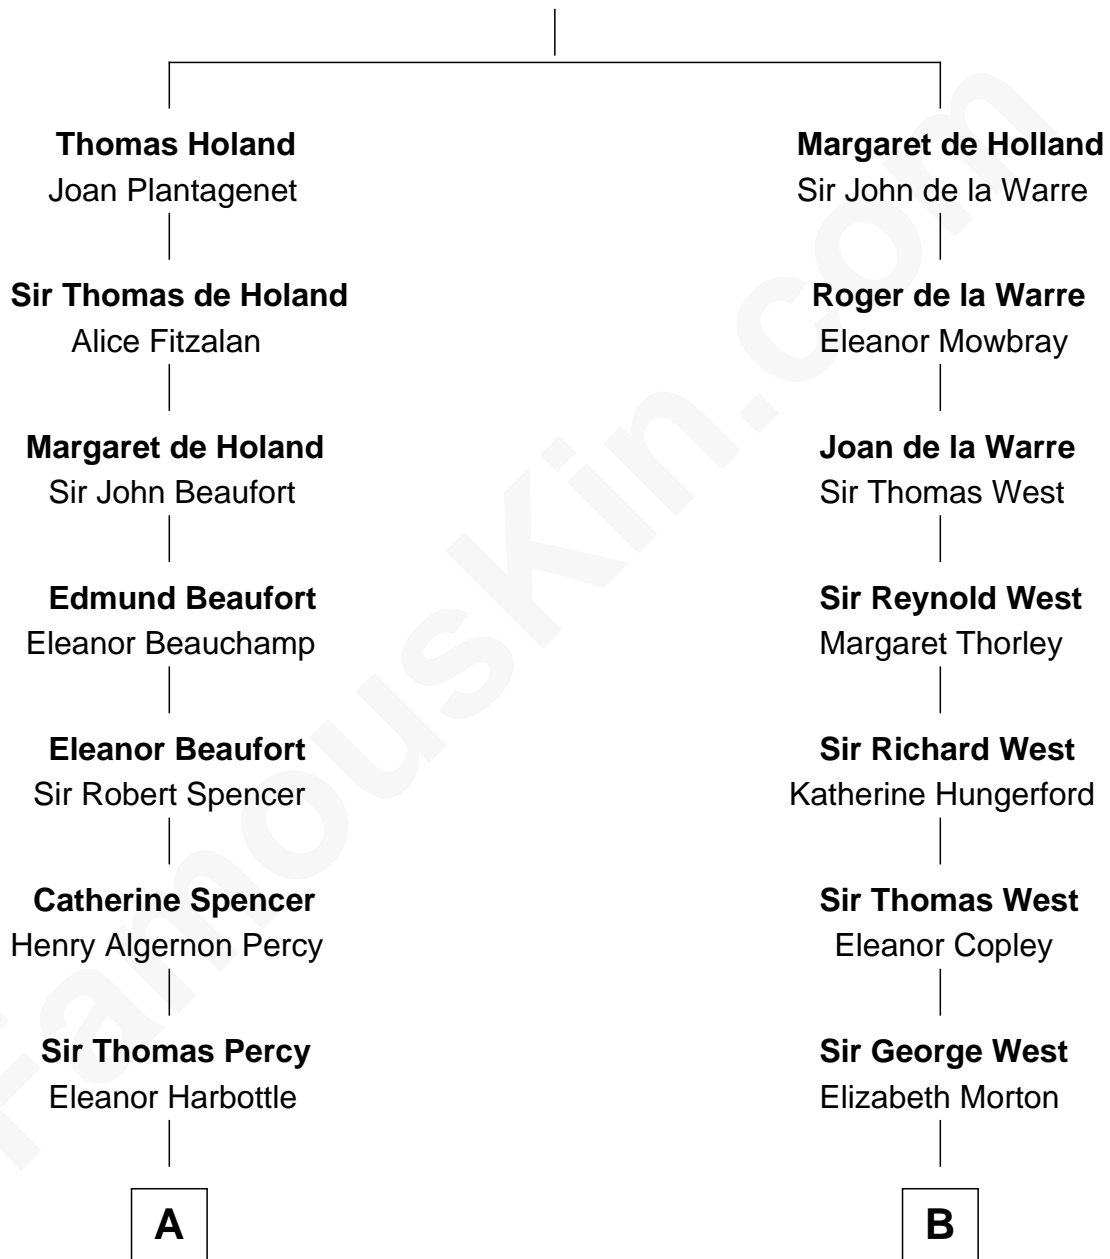 Thomas Holand
Joan Plantagenet
Sir Thomas de Holand
Alice Fitzalan
Margaret de Holand
Sir John Beaufort
Edmund Beaufort
Eleanor Beauchamp
Eleanor Beaufort
Sir Robert Spencer
Catherine Spencer
Henry Algernon Percy
Sir Thomas Percy
Eleanor Harbottle
A
Margaret de Holland
Sir John de la Warre
Roger de la Warre
Eleanor Mowbray
Joan de la Warre
Sir Thomas West
Sir Reynold West
Margaret Thorley
Sir Richard West
Katherine Hungerford
Sir Thomas West
Eleanor Copley
Sir George West
Elizabeth Morton
B
FamousKin.com